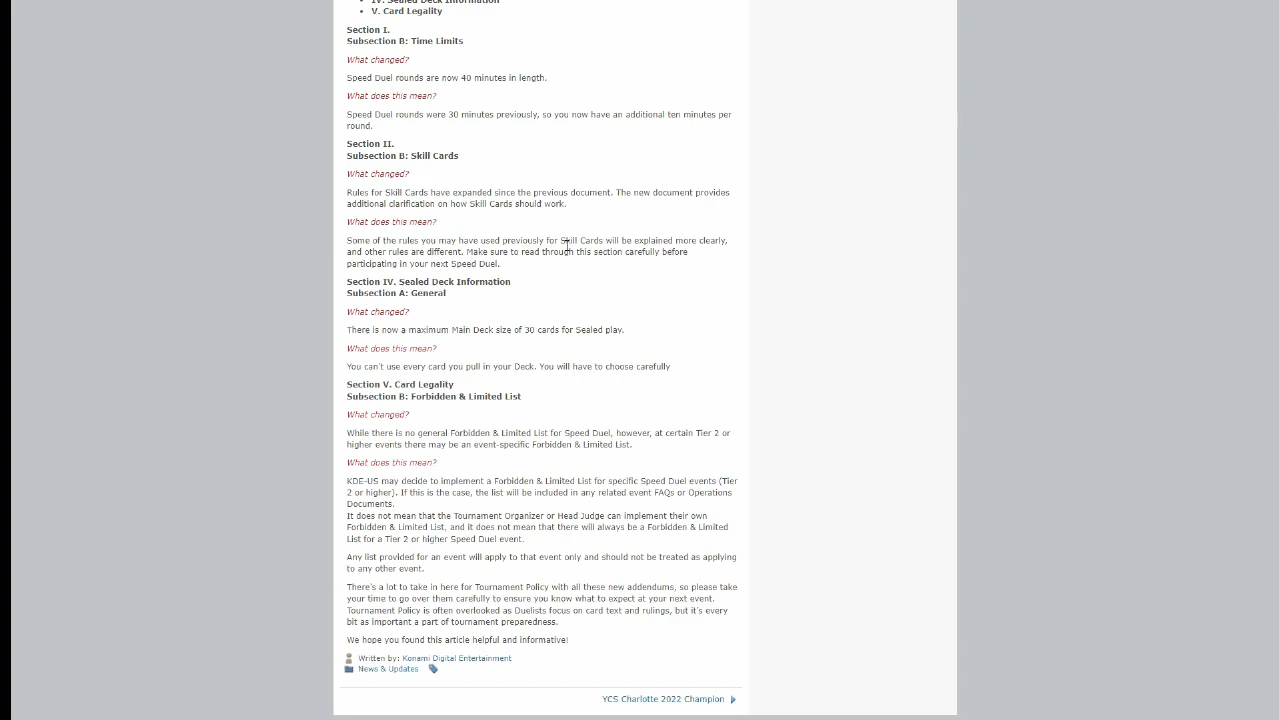 IV. Sealed Deck Information
V. Card Legality
Section I.
Subsection B: Time Limits
What changed?
Speed Duel rounds are now 40 minutes in length.
What does this mean?
Speed Duel rounds were 30 minutes previously, so you now have an additional ten minutes per
round.
Section II.
Subsection B: Skill Cards
What changed?
Rules for Skill Cards have expanded since the previous document. The new document provides
additional clarification on how Skill Cards should work.
What does this mean?
Some of the rules you may have used previously for Skill Cards will be explained more clearly,
and other rules are different. Make sure to read through this section carefully before
participating in your next Speed Duel.
Section IV. Sealed Deck Information
Subsection A: General
What changed?
There is now a maximum Main Deck size of 30 cards for Sealed play.
What does this mean?
You can't use every card you pull in your Deck. You will have to choose carefully
Section V. Card Legality
Subsection B: Forbidden & Limited List
What changed?
While there is no general Forbidden & Limited List for Speed Duel, however, at certain Tier 2 or
higher events there may be an event-specific Forbidden & Limited List.
What does this mean?
KDE-US may decide to implement a Forbidden & Limited List for specific Speed Duel events (Tier
2 or higher). If this is the case, the list will be included in any related event FAQs or Operations
Documents.
It does not mean that the Tournament Organizer or Head Judge can implement their own
Forbidden & Limited List, and it does not mean that there will always be a Forbidden & Limited
List for a Tier 2 or higher Speed Duel event.
Any list provided for an event will apply to that event only and should not be treated as applying
to any other event.
There's a lot to take in here for Tournament Policy with all these new addendums, so please take
your time to go over them carefully to ensure you know what to expect at your next event.
Tournament Policy is often overlooked as Duelists focus on card text and rulings, but it's every
bit as important a part of tournament preparedness.
We hope you found this article helpful and informative!
Written by: Konami Digital Entertainment
News & Updates
YCS Charlotte 2022 Champion